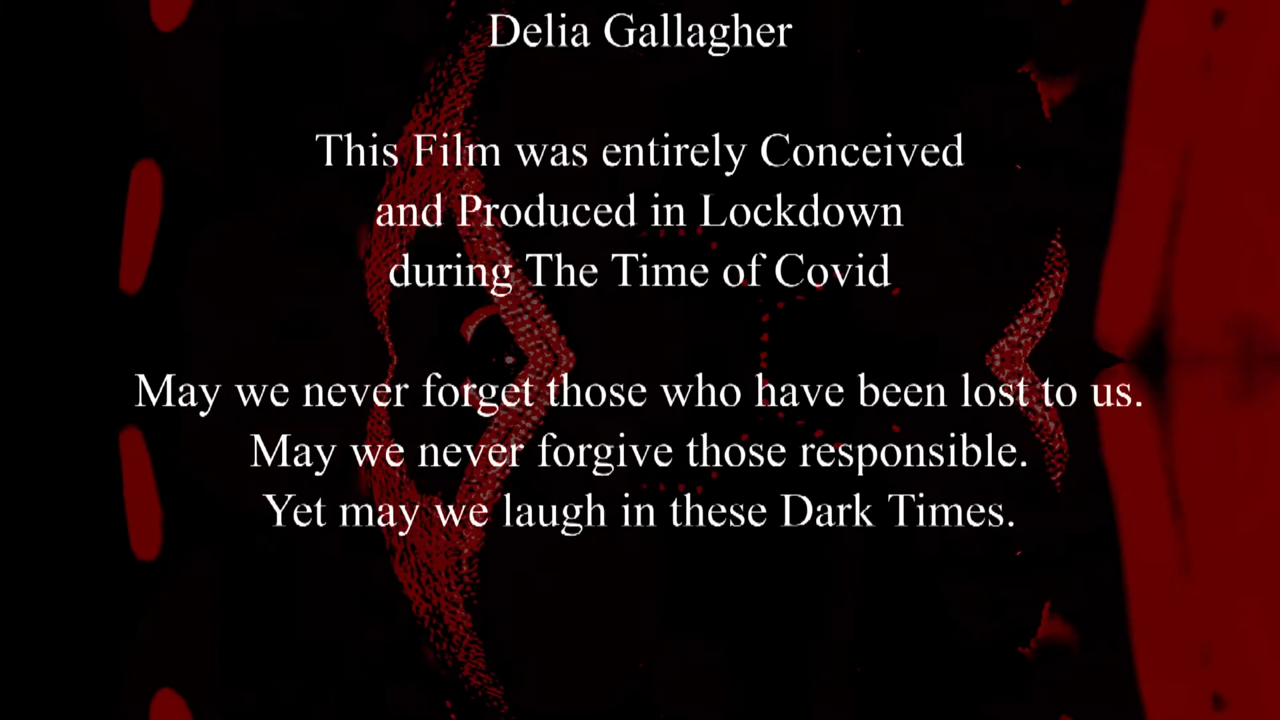 Delia Gallagher
This Film was entirely Conceived
and Produced in Lockdown
during The Time of Covid
May we never forget those who have been lost to us.
May we never forgive those responsible.
Yet may we laugh in these Dark Times.